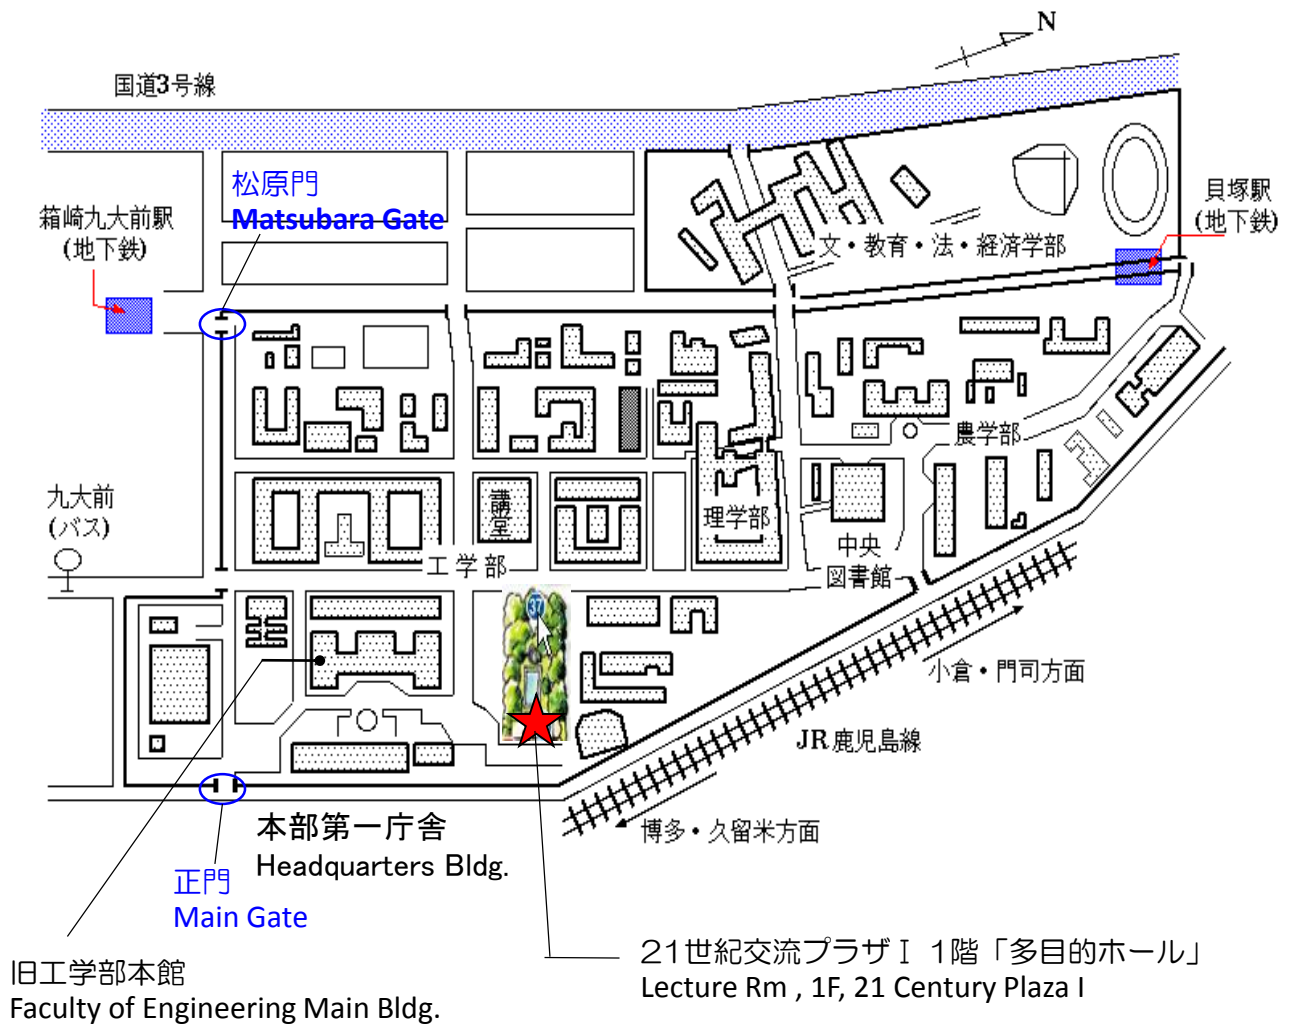 N
国道3号線
松原門
Matsubara Gate
箱崎九大前駅
(地下鉄)
貝塚駅
(地下鉄)
文・教育・法・経済学部
農学部
九大前
(バス)
講堂
理学部
中央
図書館
工学部
37
小倉・門司方面
JR鹿児島線
博多・久留米方面
本部第一庁舎
Headquarters Bldg.
正門
Main Gate
21世紀交流プラザⅠ 1階「多目的ホール」
Lecture Rm , 1F, 21 Century Plaza I
旧工学部本館
Faculty of Engineering Main Bldg.